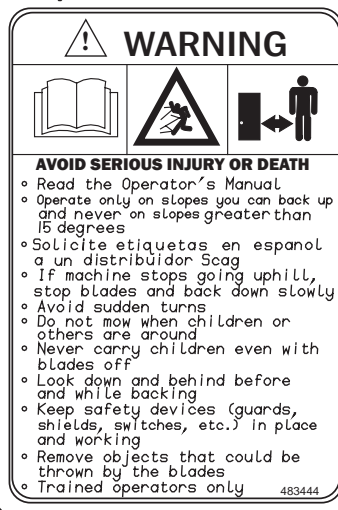 WARNING
AVOID SERIOUS INJURY OR DEATH
° Read the Operator's Manual
° Operate only on slopes you can back up
and never on slopes greater than
15 degrees
° Solicite etiquetas en espanol
a un distribuidor Scag
° If machine stops going uphill,
stop blades and back down slowly
° Avoid sudden turns
° Do not mow when children or
others are around
° Never carry children even with
blades off
° Look down and behind before
and while backing
° Keep safety devices (guards,
shields, switches, etc.) in place
and working
° Remove objects that could be
thrown by the blades
° Trained operators only 483444